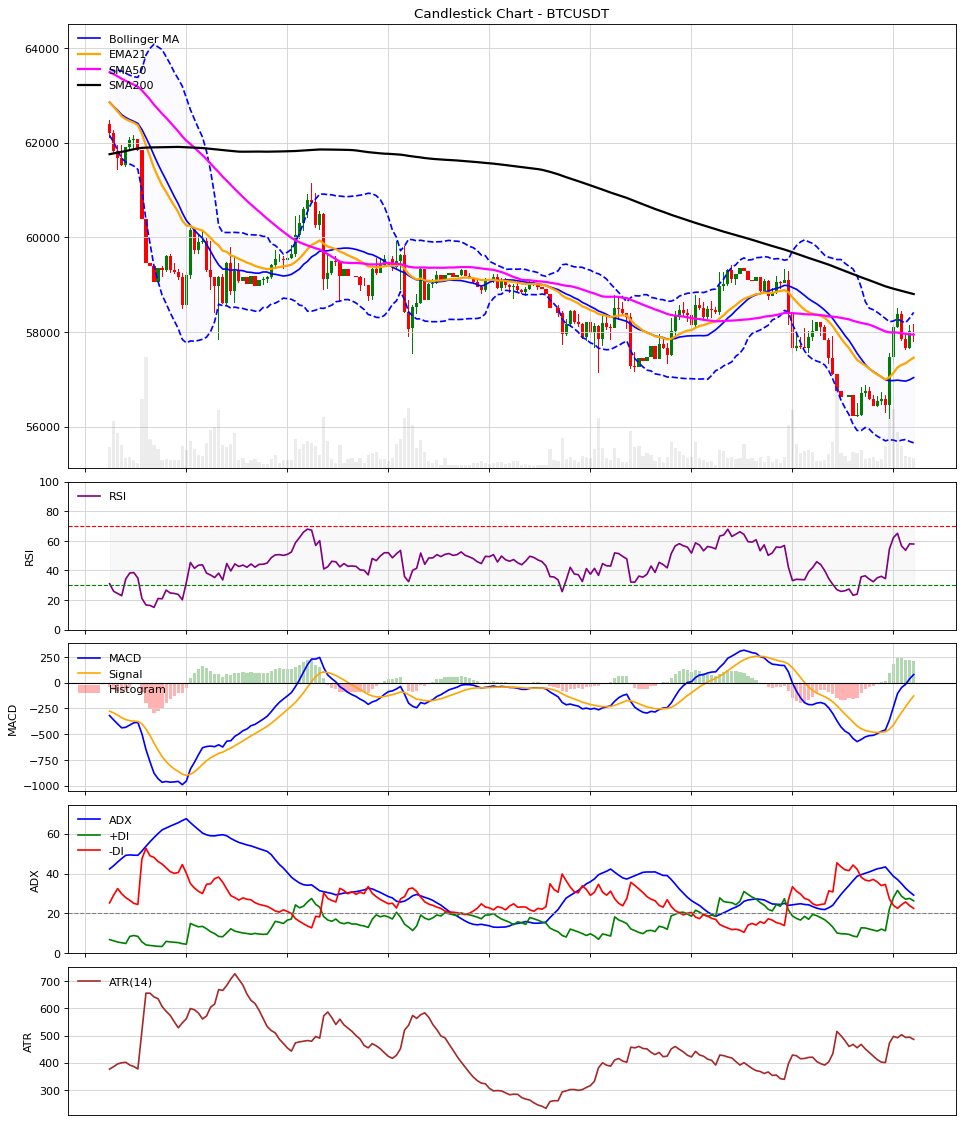 Candlestick Chart - BTCUSDT
Bollinger MA
EMA21
SMA50
SMA200
64000
62000
60000
58000
56000
RSI
RSI
100
80
60
40
20
0
MACD
Signal
Histogram
MACD
250
0
−250
−500
−750
−1000
ADX
+DI
-DI
ADX
60
40
20
0
ATR(14)
ATR
700
600
500
400
300